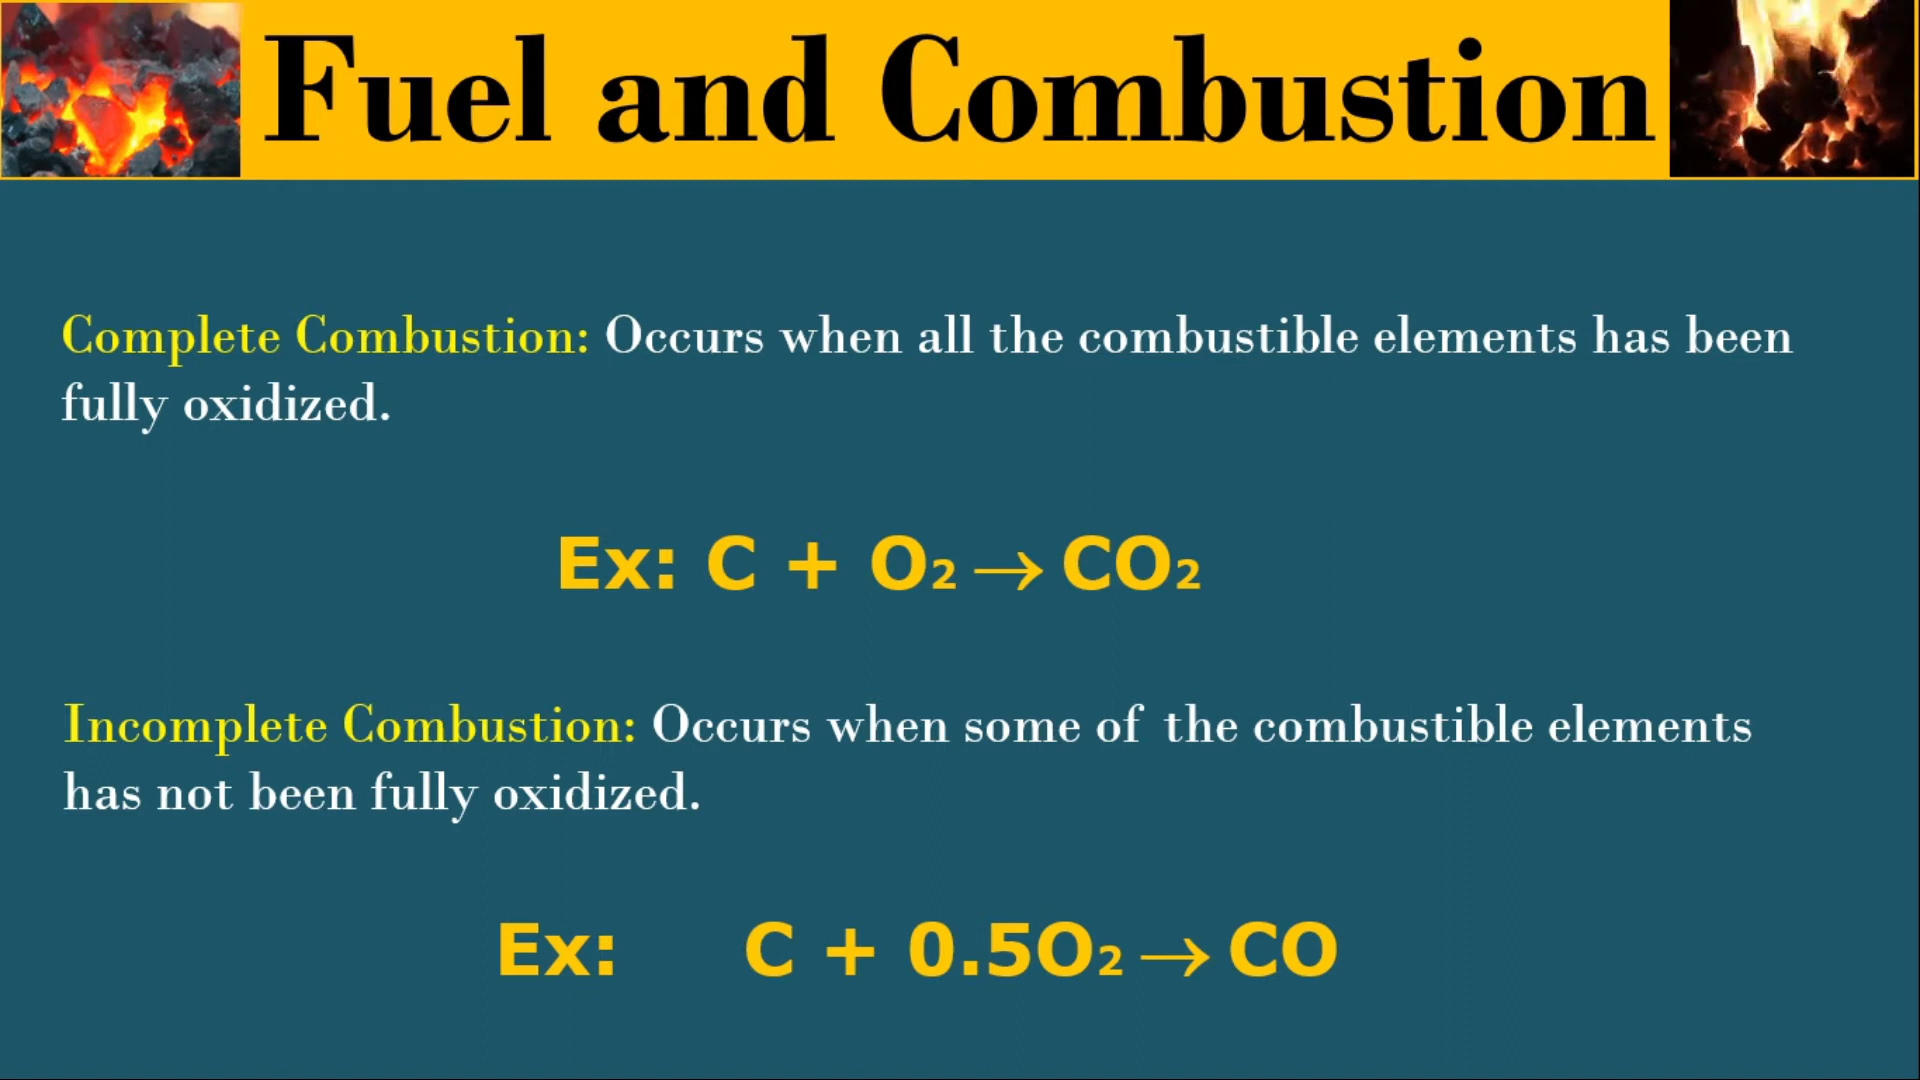 Fuel and Combustion
Complete Combustion: Occurs when all the combustible elements has been
fully oxidized.
Ex: C + O₂ → CO₂
Incomplete Combustion: Occurs when some of the combustible elements
has not been fully oxidized.
Ex: C + 0.5O₂ → CO